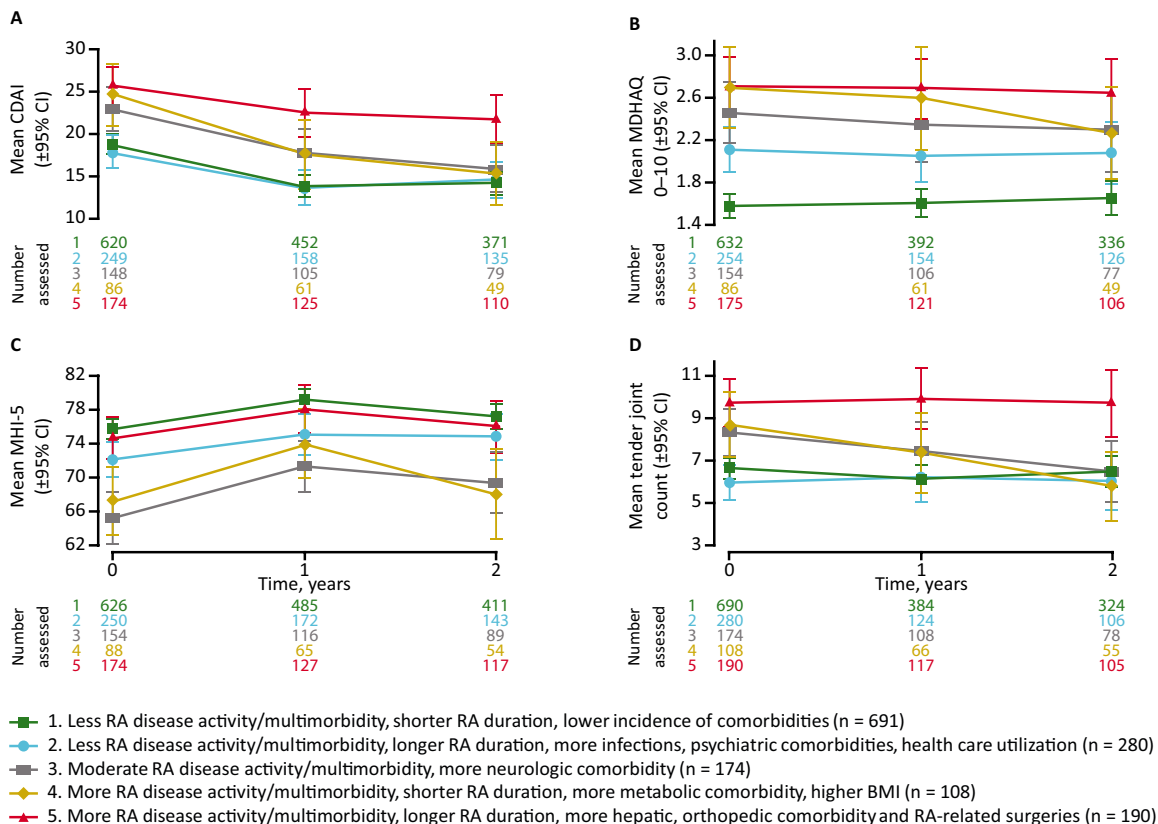 A
Mean CDAI
(±95% CI)
30
25
20
15
10
Number
assessed
1 620 452 371
2 249 158 135
3 148 105 79
4 86 61 49
5 174 125 110
B
Mean MDHAQ
0–10 (±95% CI)
3.0
2.6
2.2
1.8
1.4
Number
assessed
1 632 392 336
2 254 154 126
3 154 106 77
4 86 61 49
5 175 121 106
C
Mean MHI-5
(±95% CI)
82
78
74
70
66
62
0 1 2
Time, years
Number
assessed
1 626 485 411
2 250 172 143
3 154 116 89
4 88 65 54
5 174 127 117
D
Mean tender joint
count (±95% CI)
11
9
7
5
3
0 1 2
Time, years
Number
assessed
1 690 384 324
2 280 124 106
3 174 108 78
4 108 66 55
5 190 117 105
1. Less RA disease activity/multimorbidity, shorter RA duration, lower incidence of comorbidities (n = 691)
2. Less RA disease activity/multimorbidity, longer RA duration, more infections, psychiatric comorbidities, health care utilization (n = 280)
3. Moderate RA disease activity/multimorbidity, more neurologic comorbidity (n = 174)
4. More RA disease activity/multimorbidity, shorter RA duration, more metabolic comorbidity, higher BMI (n = 108)
5. More RA disease activity/multimorbidity, longer RA duration, more hepatic, orthopedic comorbidity and RA-related surgeries (n = 190)